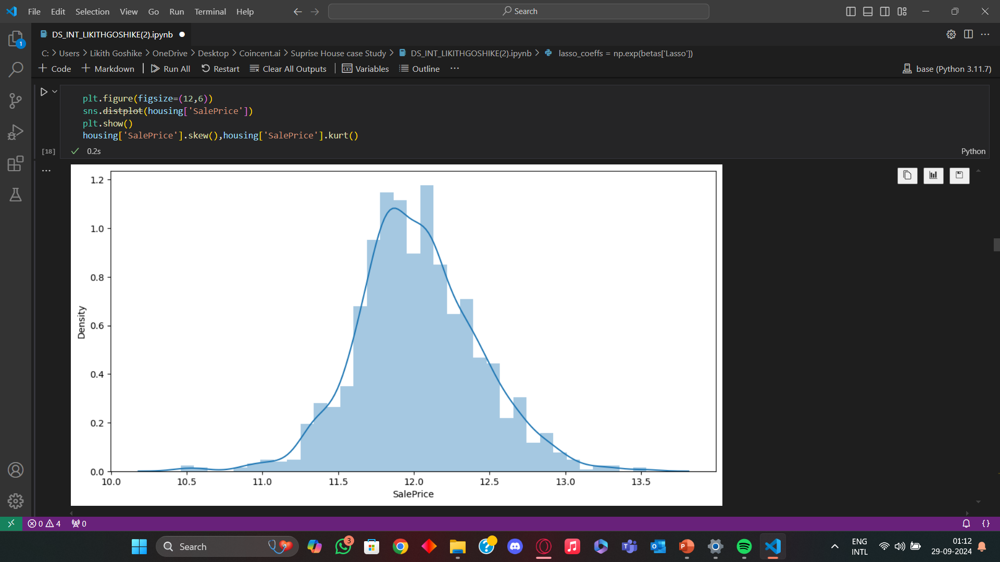 File Edit Selection View Go Run Terminal Help
Search
DS_INT_LIKITHGOSHIKE(2).ipynb
1
C: > Users > Likith Goshike > OneDrive > Desktop > Coincent.ai > Suprise House case Study > DS_INT_LIKITHGOSHIKE(2).ipynb > lasso_coeffs = np.exp(betas['Lasso'])
+ Code + Markdown | Run All Restart Clear All Outputs | Variables Outline ...
base (Python 3.11.7)
plt.figure(figsize=(12,6))
sns.distplot(housing['SalePrice'])
plt.show()
housing['SalePrice'].skew(),housing['SalePrice'].kurt()
[18] 0.2s
Python
1.2
1.0
0.8
0.6
0.4
0.2
0.0
Density
10.0 10.5 11.0 11.5 12.0 12.5 13.0 13.5
SalePrice
0 4 0
Search
3
ENG
INTL
01:12
29-09-2024